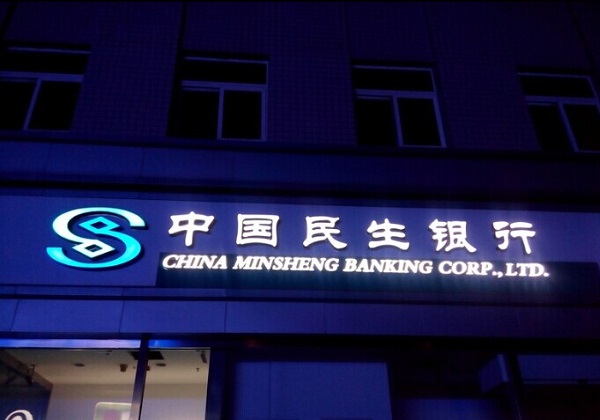 中国民生银行
CHINA MINSHENG BANKING CORP.,LTD.